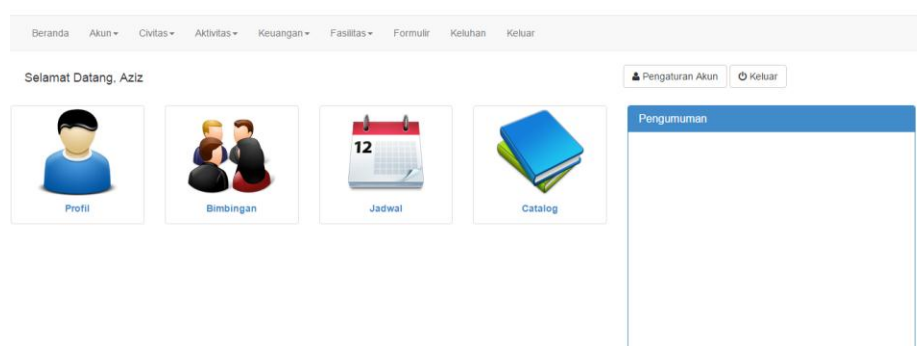 Beranda Akun Civitas Aktivitas Keuangan Fasilitas Formulir Keluhan Keluar
Selamat Datang, Aziz
Pengaturan Akun Keluar
Pengumuman
12
Profil Bimbingan Jadwal Catalog